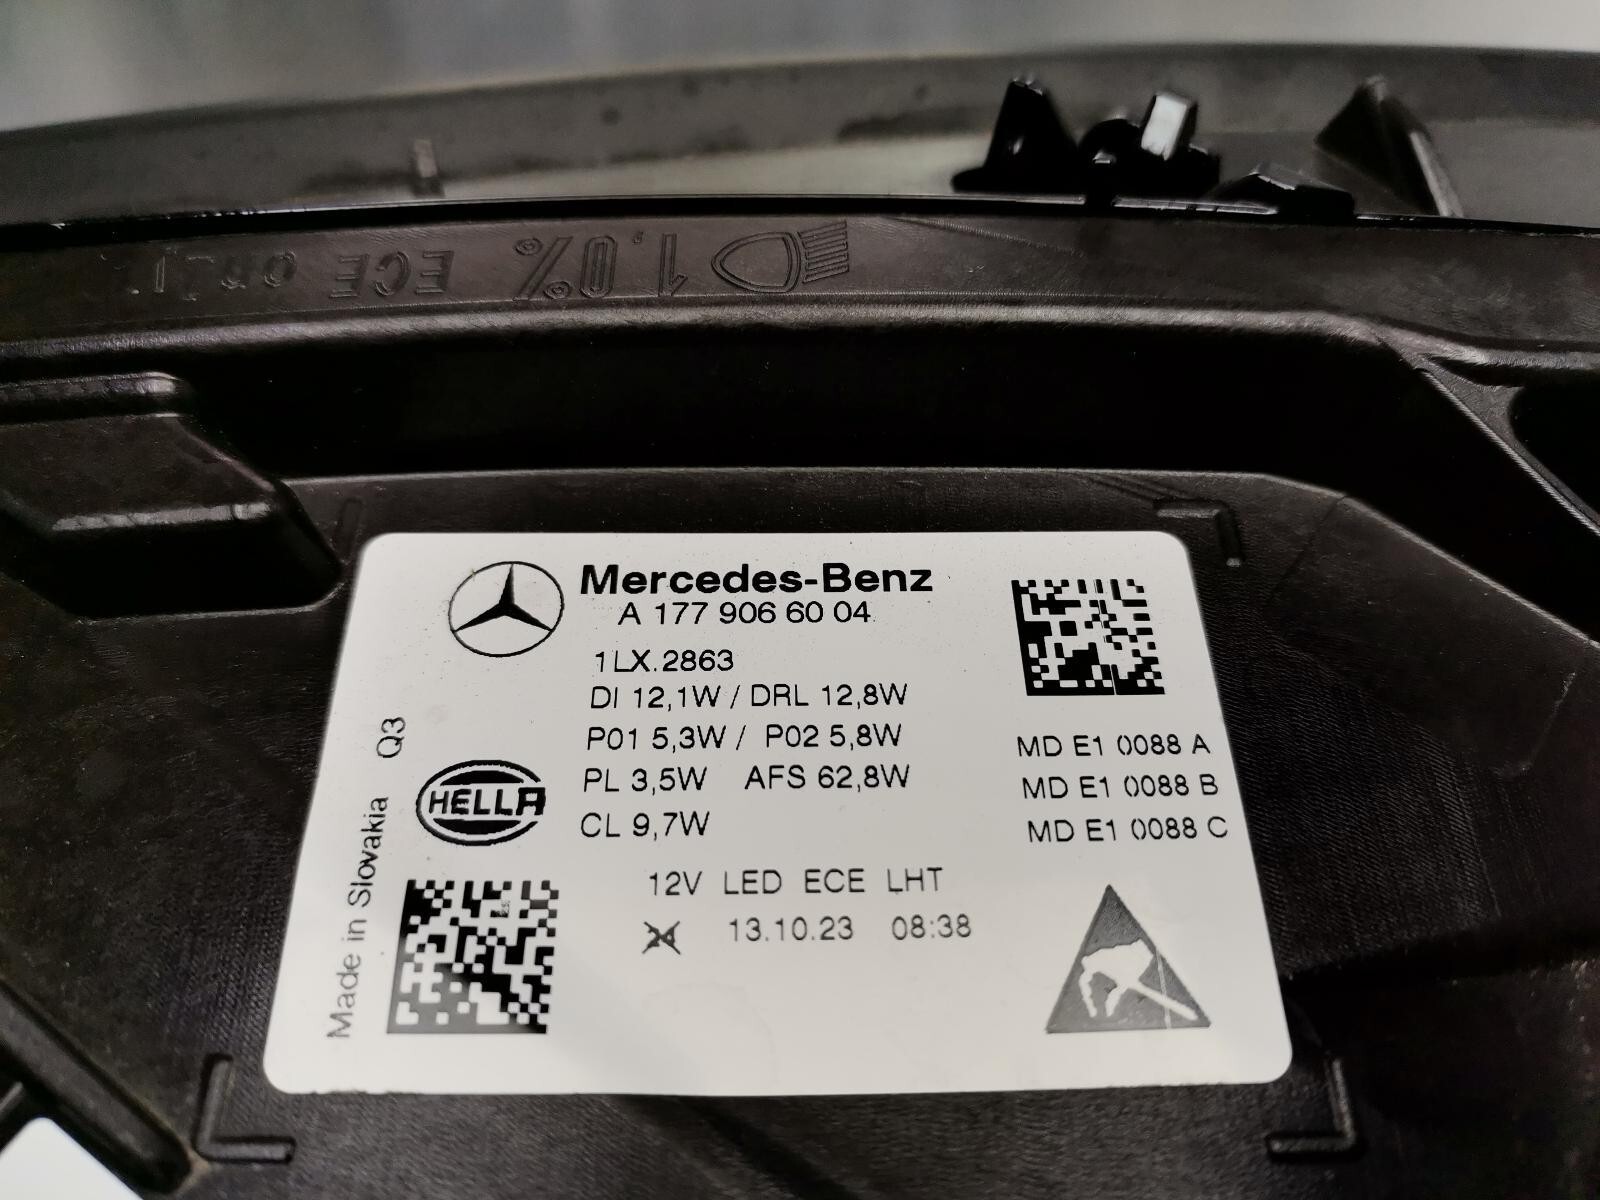 1,0% ECE
Mercedes-Benz
A 177 906 60 04
1LX.2863
DI 12,1W / DRL 12,8W
P01 5,3W / P02 5,8W
PL 3,5W AFS 62,8W
CL 9,7W
HELLA
Made in Slovakia Q3
MD E1 0088 A
MD E1 0088 B
MD E1 0088 C
12V LED ECE LHT
24 13.10.23 08:38